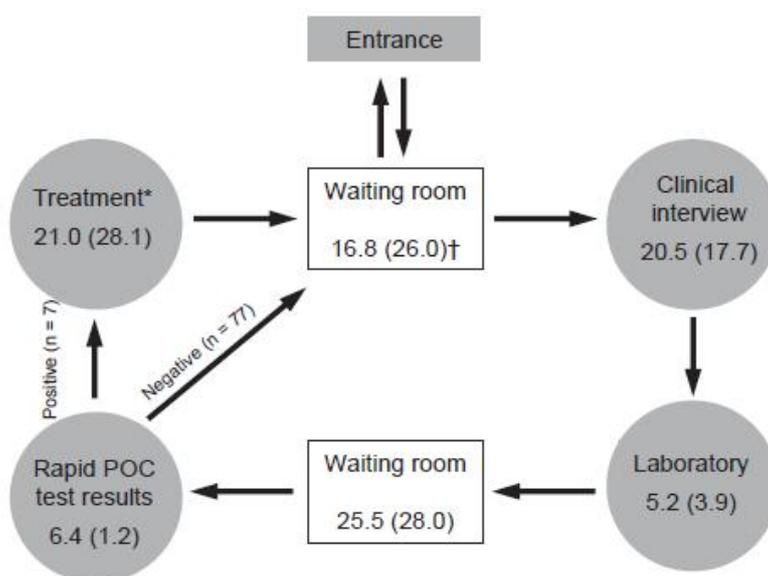 Entrance
Treatment*
21.0 (28.1)
Waiting room
16.8 (26.0)†
Clinical
interview
20.5 (17.7)
Positive (n = 7)
Negative (n = 77)
Rapid POC
test results
6.4 (1.2)
Waiting room
25.5 (28.0)
Laboratory
5.2 (3.9)